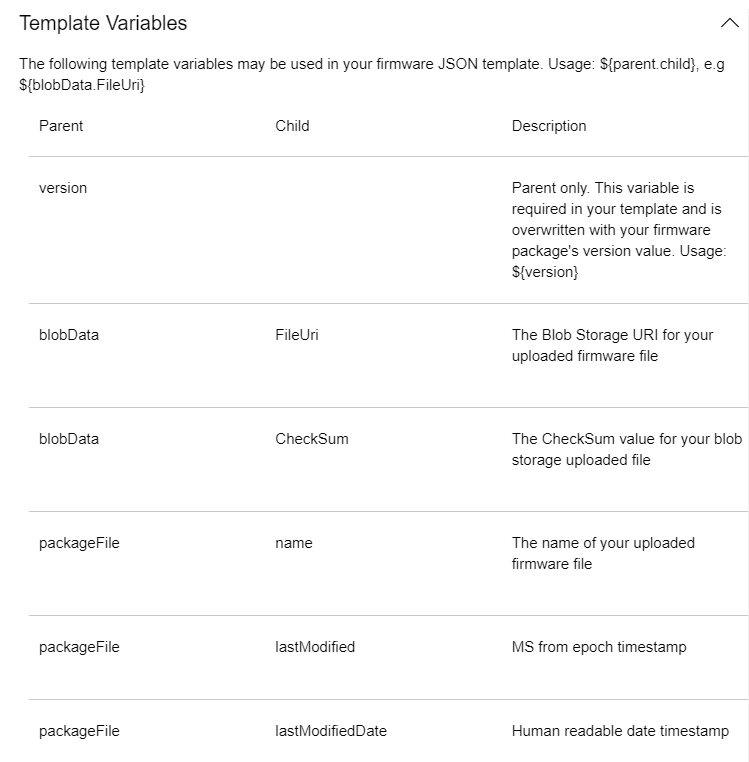 Template Variables
The following template variables may be used in your firmware JSON template. Usage: ${parent.child}, e.g
${blobData.FileUri}
Parent Child Description
version Parent only. This variable is
required in your template and is
overwritten with your firmware
package's version value. Usage:
${version}
blobData FileUri The Blob Storage URI for your
uploaded firmware file
blobData CheckSum The CheckSum value for your blob
storage uploaded file
packageFile name The name of your uploaded
firmware file
packageFile lastModified MS from epoch timestamp
packageFile lastModifiedDate Human readable date timestamp